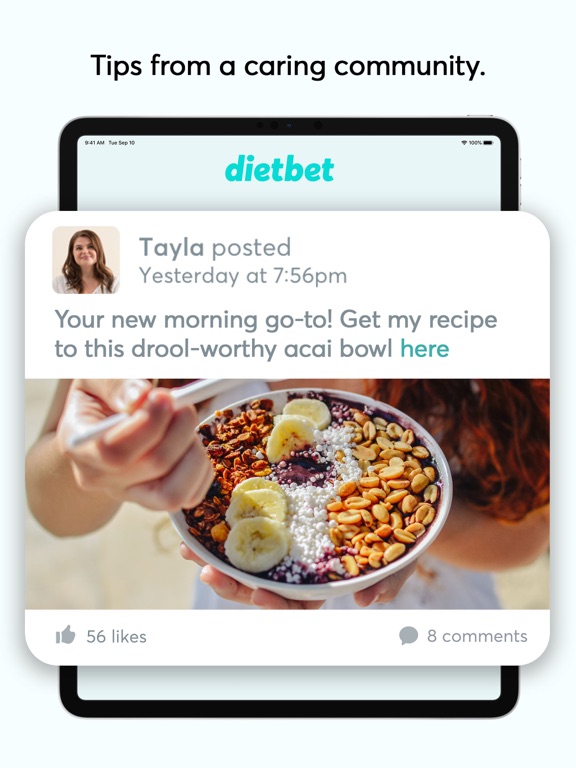 Tips from a caring community.
9:41 AM Tue Sep 10
100%
dietbet
Tayla posted
Yesterday at 7:56pm
Your new morning go-to! Get my recipe
to this drool-worthy acai bowl here
56 likes
8 comments